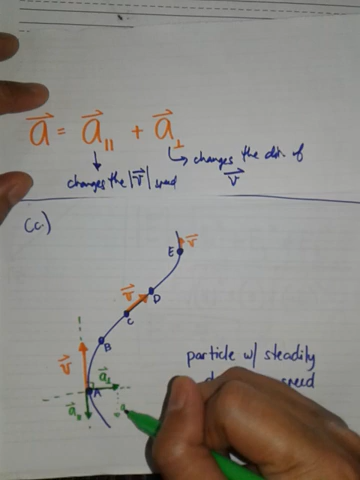 a⃗ = a⃗∥ + a⃗⊥
changes the |v⃗| speed
changes the dir. of
v⃗
(c)
E v⃗
v⃗
D
C
B
v⃗
a⃗⊥
A
a⃗∥
particle w/ steadily
speed